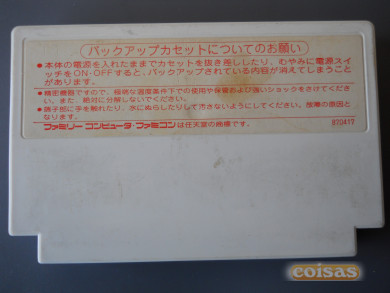 バックアップカセットについてのお願い
●本体の電源を入れたままでカセットを抜き差ししたり、むやみに電源スイ
ッチをON-OFFすると、バックアップされている内容が消えてしまうこと
があります。
●精密機器ですので、極端な温度条件下での使用や保管および強いショックをさけてくださ
い。また、絶対に分解しないでください。
●端子部に手を触れたり、水にぬらしたりして汚さないようにしてください。故障の原因と
なります。
ファミリーコンピュータ・ファミコンは任天堂の商標です。
870417
coisas